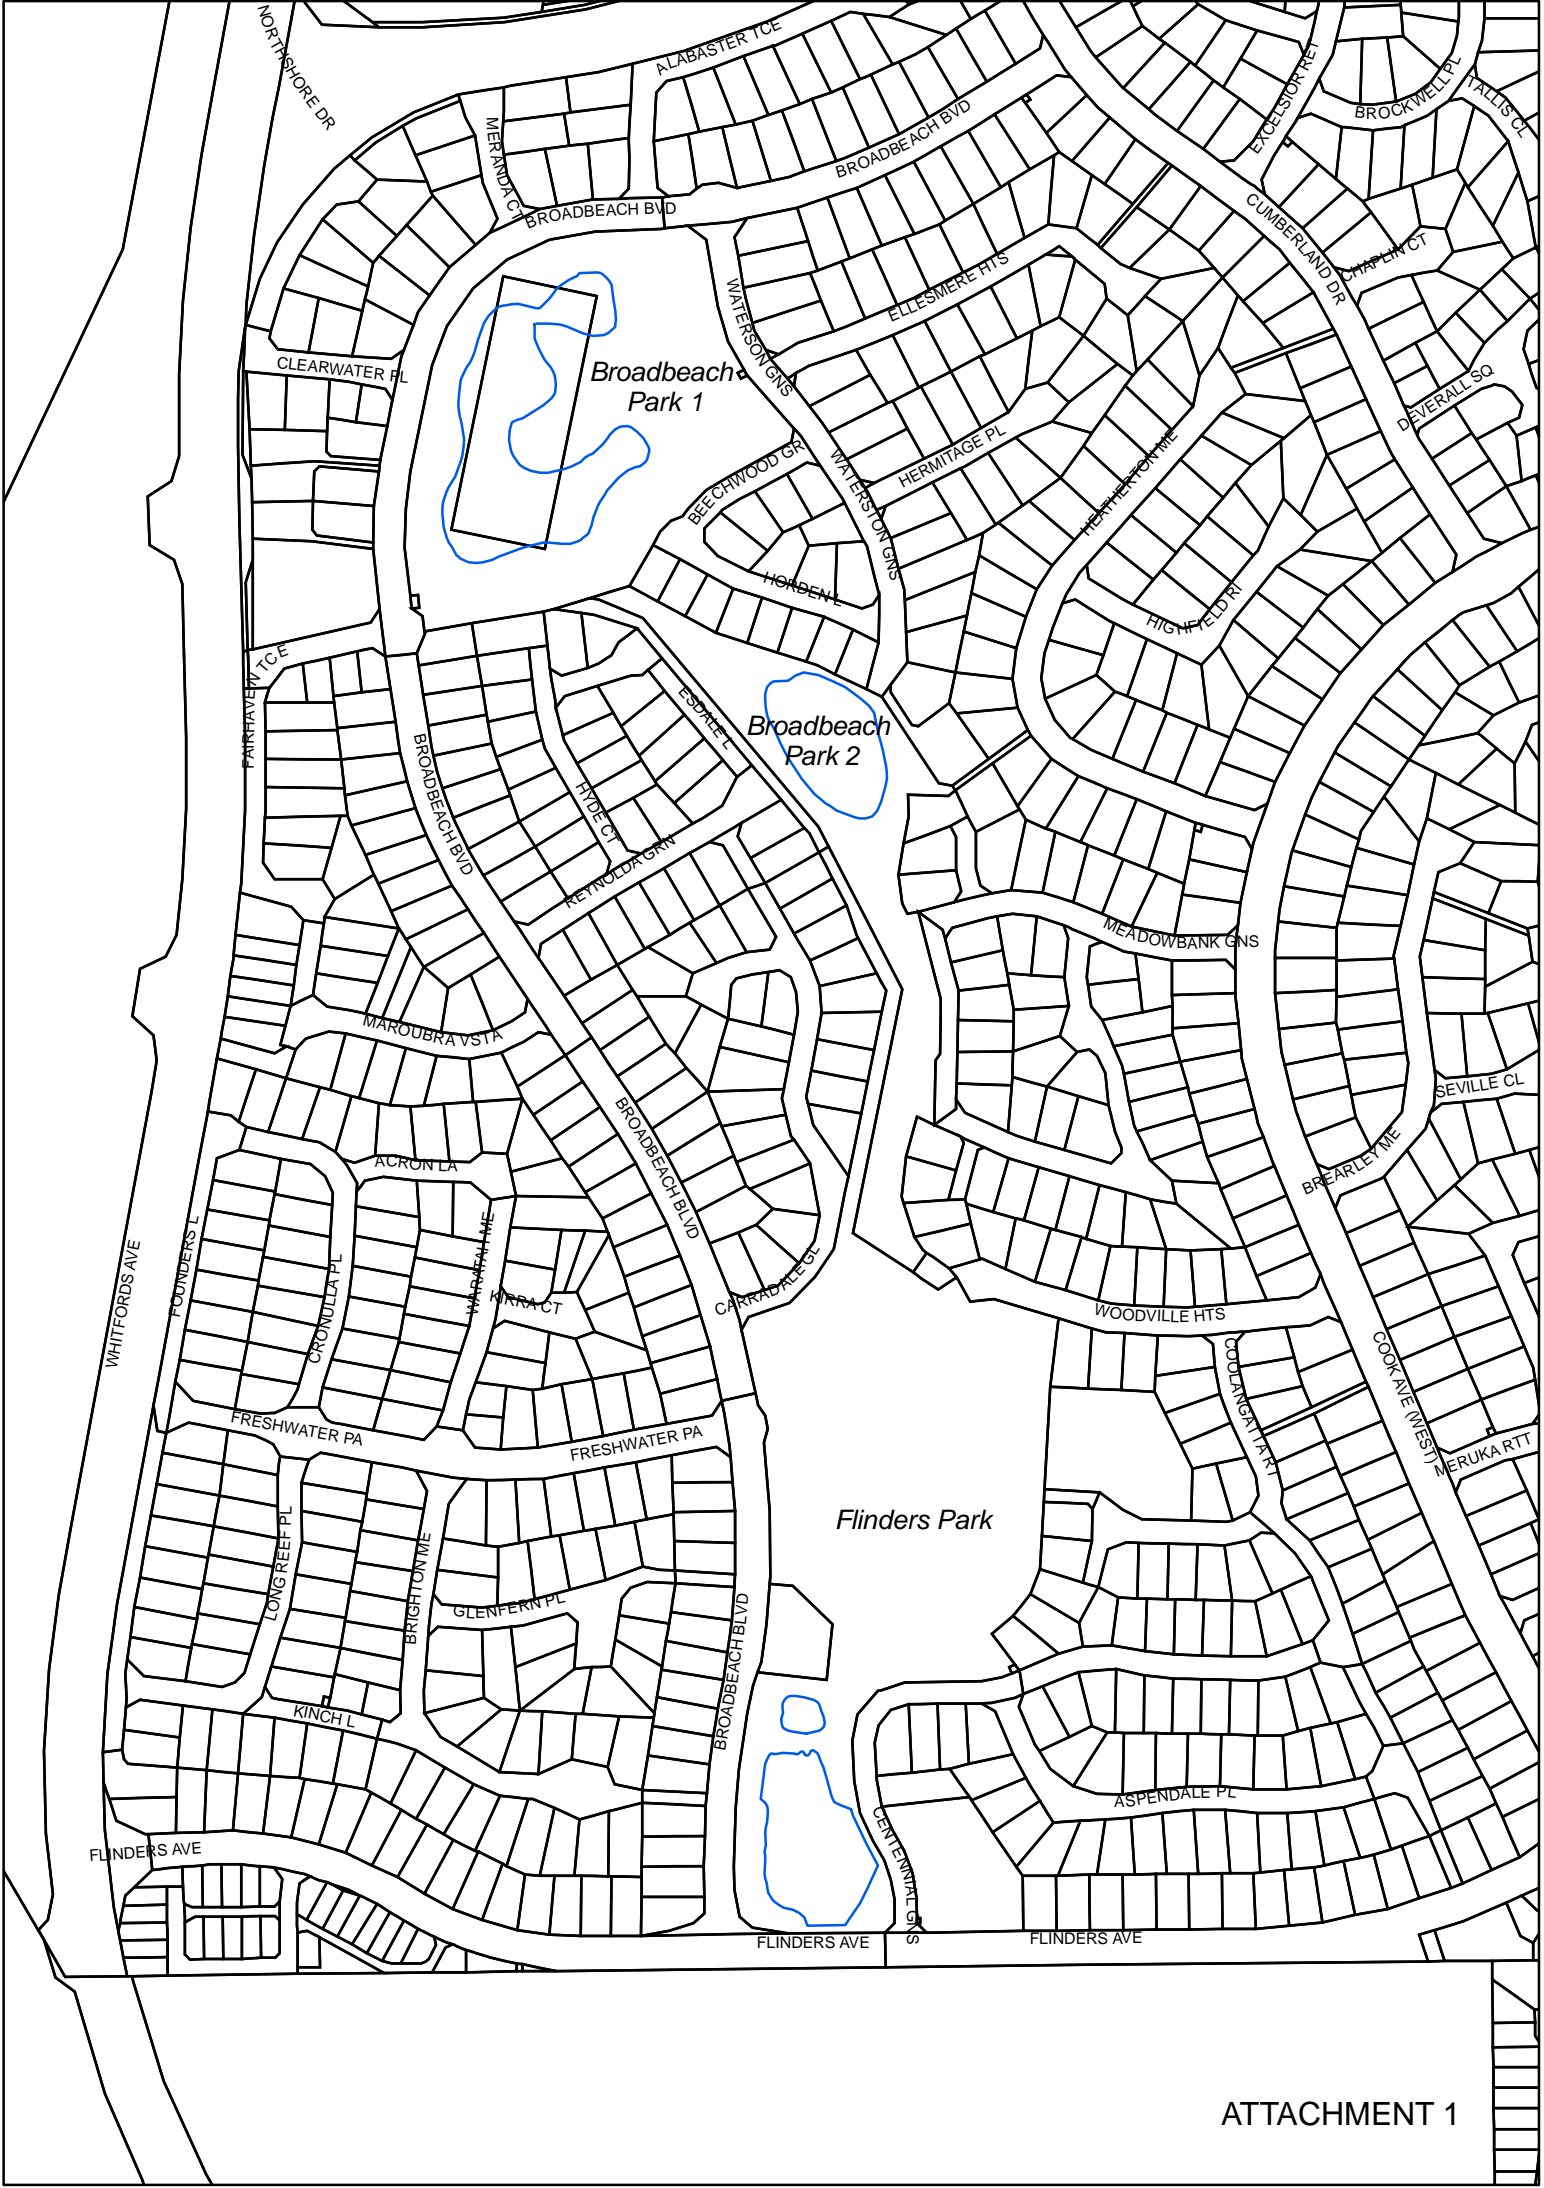 NORTHSHORE DR
ALABASTER TCE
EXCELSIOR RET
BROCKWELL PL
TALLIS CL
MERANDA CT
BROADBEACH BVD
BROADBEACH BVD
CUMBERLAND DR
CHAPLIN CT
WATERSON GNS
ELLESMERE HTS
CLEARWATER PL
Broadbeach
Park 1
DEVERALL SQ
BEECHWOOD GR
WATERSTON GNS
HERMITAGE PL
HEATHERTON ME
HORDEN L
HIGHFIELD RI
FAIRHAVEN TCE
ESDALE L
Broadbeach
Park 2
BROADBEACH BVD
HYDE CT
REYNOLDA GRN
MEADOWBANK GNS
MAROUBRA VSTA
SEVILLE CL
BROADBEACH BLVD
ACRON LA
BREARLEY ME
WHITFORDS AVE
FOUNDERS L
CRONULLA PL
WARATAH ME
KIRRA CT
CARRADALE GL
WOODVILLE HTS
COOLANGATTA RT
COOK AVE (WEST)
FRESHWATER PA
FRESHWATER PA
MERUKA RTT
Flinders Park
LONG REEF PL
BRIGHTON ME
GLENFERN PL
BROADBEACH BLVD
KINCH L
ASPENDALE PL
CENTENNIAL GNS
FLINDERS AVE
FLINDERS AVE
FLINDERS AVE
ATTACHMENT 1